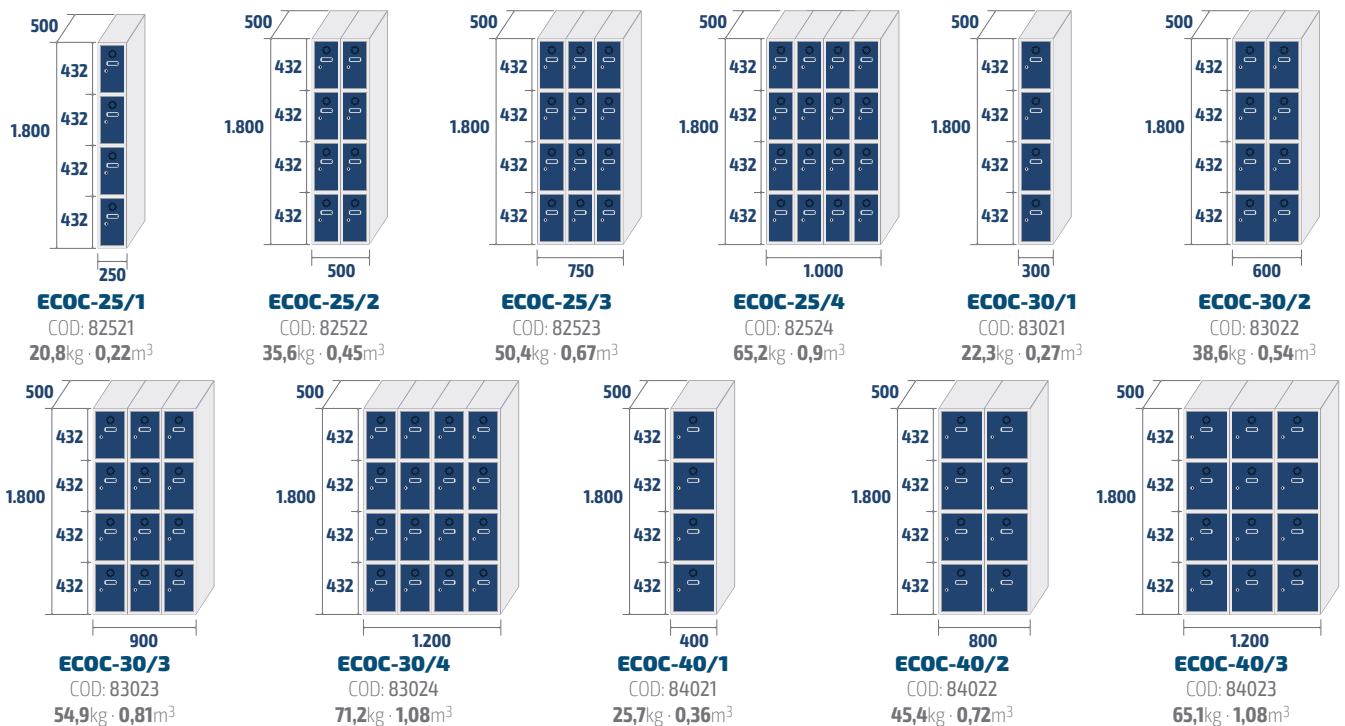 500
432
432
432
432
1.800
250
ECOC-25/1
COD: 82521
20,8kg · 0,22m³
500
432
432
432
432
1.800
500
ECOC-25/2
COD: 82522
35,6kg · 0,45m³
500
432
432
432
432
1.800
750
ECOC-25/3
COD: 82523
50,4kg · 0,67m³
500
432
432
432
432
1.800
1.000
ECOC-25/4
COD: 82524
65,2kg · 0,9m³
500
432
432
432
432
1.800
300
ECOC-30/1
COD: 83021
22,3kg · 0,27m³
500
432
432
432
432
1.800
600
ECOC-30/2
COD: 83022
38,6kg · 0,54m³
500
432
432
432
432
1.800
900
ECOC-30/3
COD: 83023
54,9kg · 0,81m³
500
432
432
432
432
1.800
1.200
ECOC-30/4
COD: 83024
71,2kg · 1,08m³
500
432
432
432
432
1.800
400
ECOC-40/1
COD: 84021
25,7kg · 0,36m³
500
432
432
432
432
1.800
800
ECOC-40/2
COD: 84022
45,4kg · 0,72m³
500
432
432
432
432
1.800
1.200
ECOC-40/3
COD: 84023
65,1kg · 1,08m³